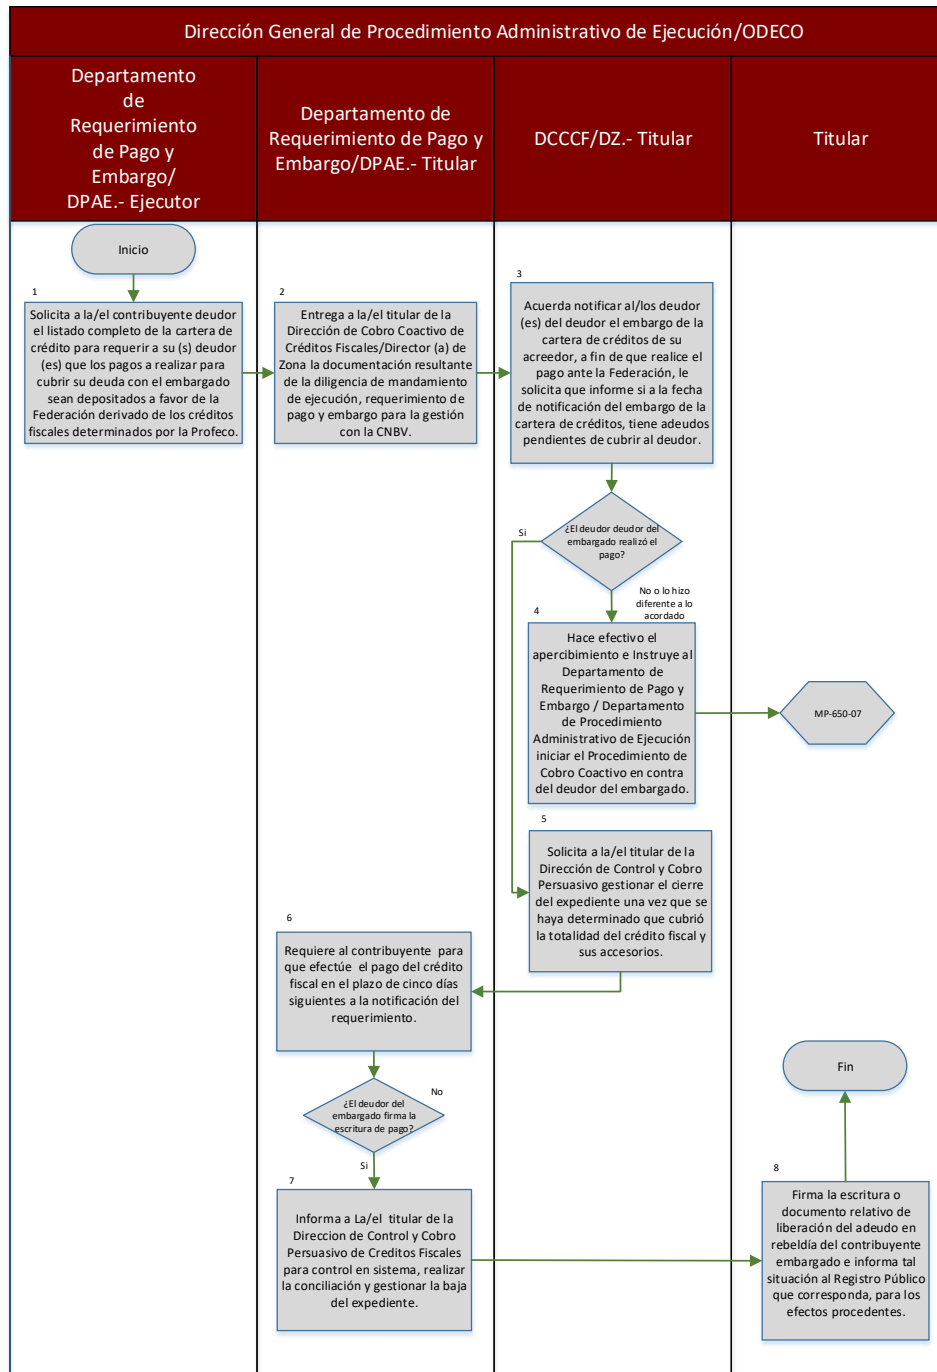 Dirección General de Procedimiento Administrativo de Ejecución/ODECO
Departamento
de
Requerimiento
de Pago y
Embargo/
DPAE.- Ejecutor
Departamento de
Requerimiento de Pago y
Embargo/DPAE.- Titular
DCCCF/DZ.- Titular
Titular
Inicio
1
Solicita a la/el contribuyente deudor
el listado completo de la cartera de
crédito para requerir a su (s) deudor
(es) que los pagos a realizar para
cubrir su deuda con el embargado
sean depositados a favor de la
Federación derivado de los créditos
fiscales determinados por la Profeco.
2
Entrega a la/el titular de la
Dirección de Cobro Coactivo de
Créditos Fiscales/Director (a) de
Zona la documentación resultante
de la diligencia de mandamiento
de ejecución, requerimiento de
pago y embargo para la gestión
con la CNBV.
3
Acuerda notificar al/los deudor
(es) del deudor el embargo de la
cartera de créditos de su
acreedor, a fin de que realice el
pago ante la Federación, le
solicita que informe si a la fecha
de notificación del embargo de la
cartera de créditos, tiene adeudos
pendientes de cubrir al deudor.
¿El deudor deudor del
embargado realizó el
pago?
Si
No o lo hizo
diferente a lo
acordado
4
Hace efectivo el
apercibimiento e Instruye al
Departamento de
Requerimiento de Pago y
Embargo / Departamento
de Procedimiento
Administrativo de Ejecución
iniciar el Procedimiento de
Cobro Coactivo en contra
del deudor del embargado.
MP-650-07
5
Solicita a la/el titular de la
Dirección de Control y Cobro
Persuasivo gestionar el cierre
del expediente una vez que se
haya determinado que cubrió
la totalidad del crédito fiscal y
sus accesorios.
6
Requiere al contribuyente para
que efectúe el pago del crédito
fiscal en el plazo de cinco días
siguientes a la notificación del
requerimiento.
¿El deudor del
embargado firma la
escritura de pago?
No
Si
7
Informa a La/el titular de la
Direccion de Control y Cobro
Persuasivo de Creditos Fiscales
para control en sistema, realizar
la conciliación y gestionar la baja
del expediente.
8
Firma la escritura o
documento relativo de
liberación del adeudo en
rebeldía del contribuyente
embargado e informa tal
situación al Registro Público
que corresponda, para los
efectos procedentes.
Fin